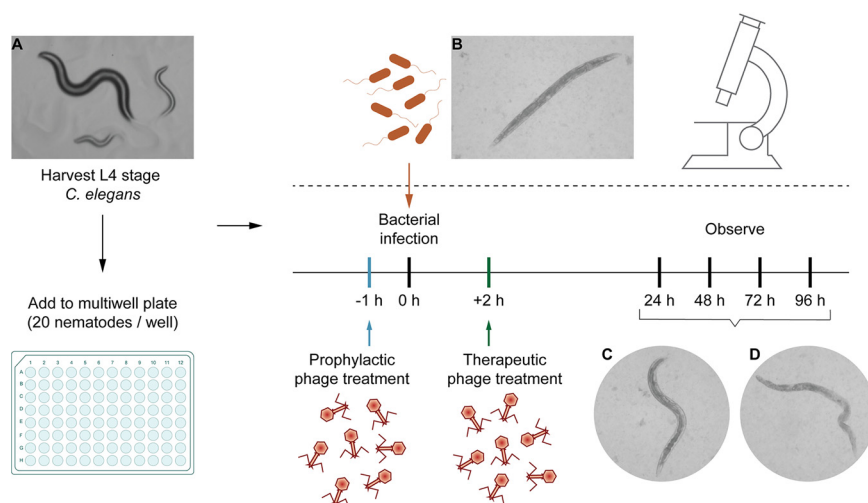 A
Harvest L4 stage
C. elegans
Add to multiwell plate
(20 nematodes / well)
1 2 3 4 5 6 7 8 9 10 11 12
A
B
C
D
E
F
G
H
B
Bacterial
infection
Observe
-1 h 0 h +2 h 24 h 48 h 72 h 96 h
Prophylactic
phage treatment
Therapeutic
phage treatment
C
D